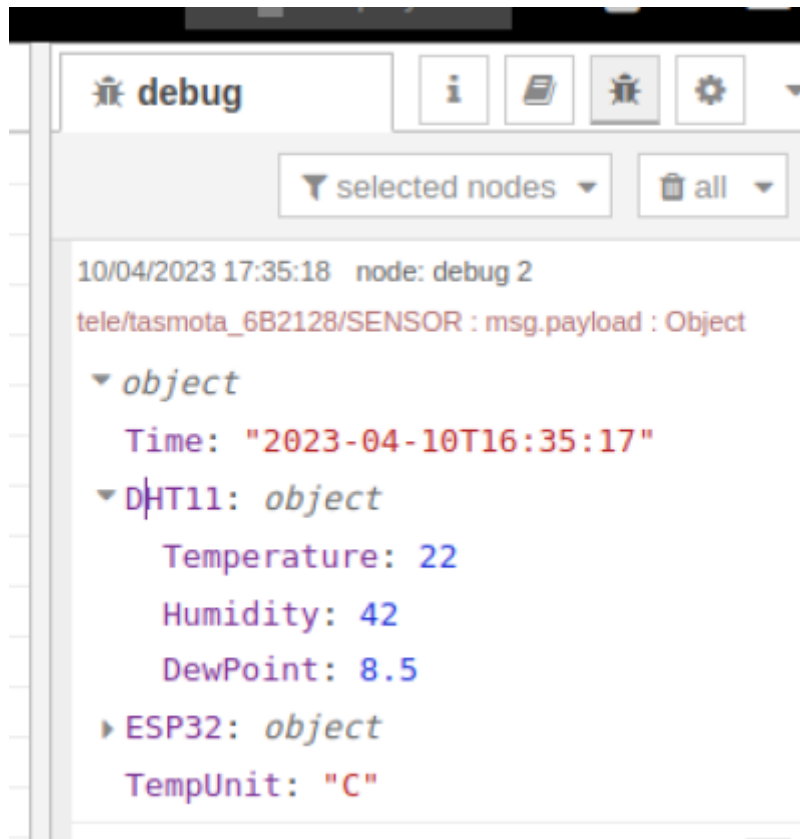 debug
selected nodes all
10/04/2023 17:35:18 node: debug 2
tele/tasmota_6B2128/SENSOR : msg.payload : Object
object
Time: "2023-04-10T16:35:17"
DHT11: object
Temperature: 22
Humidity: 42
DewPoint: 8.5
ESP32: object
TempUnit: "C"